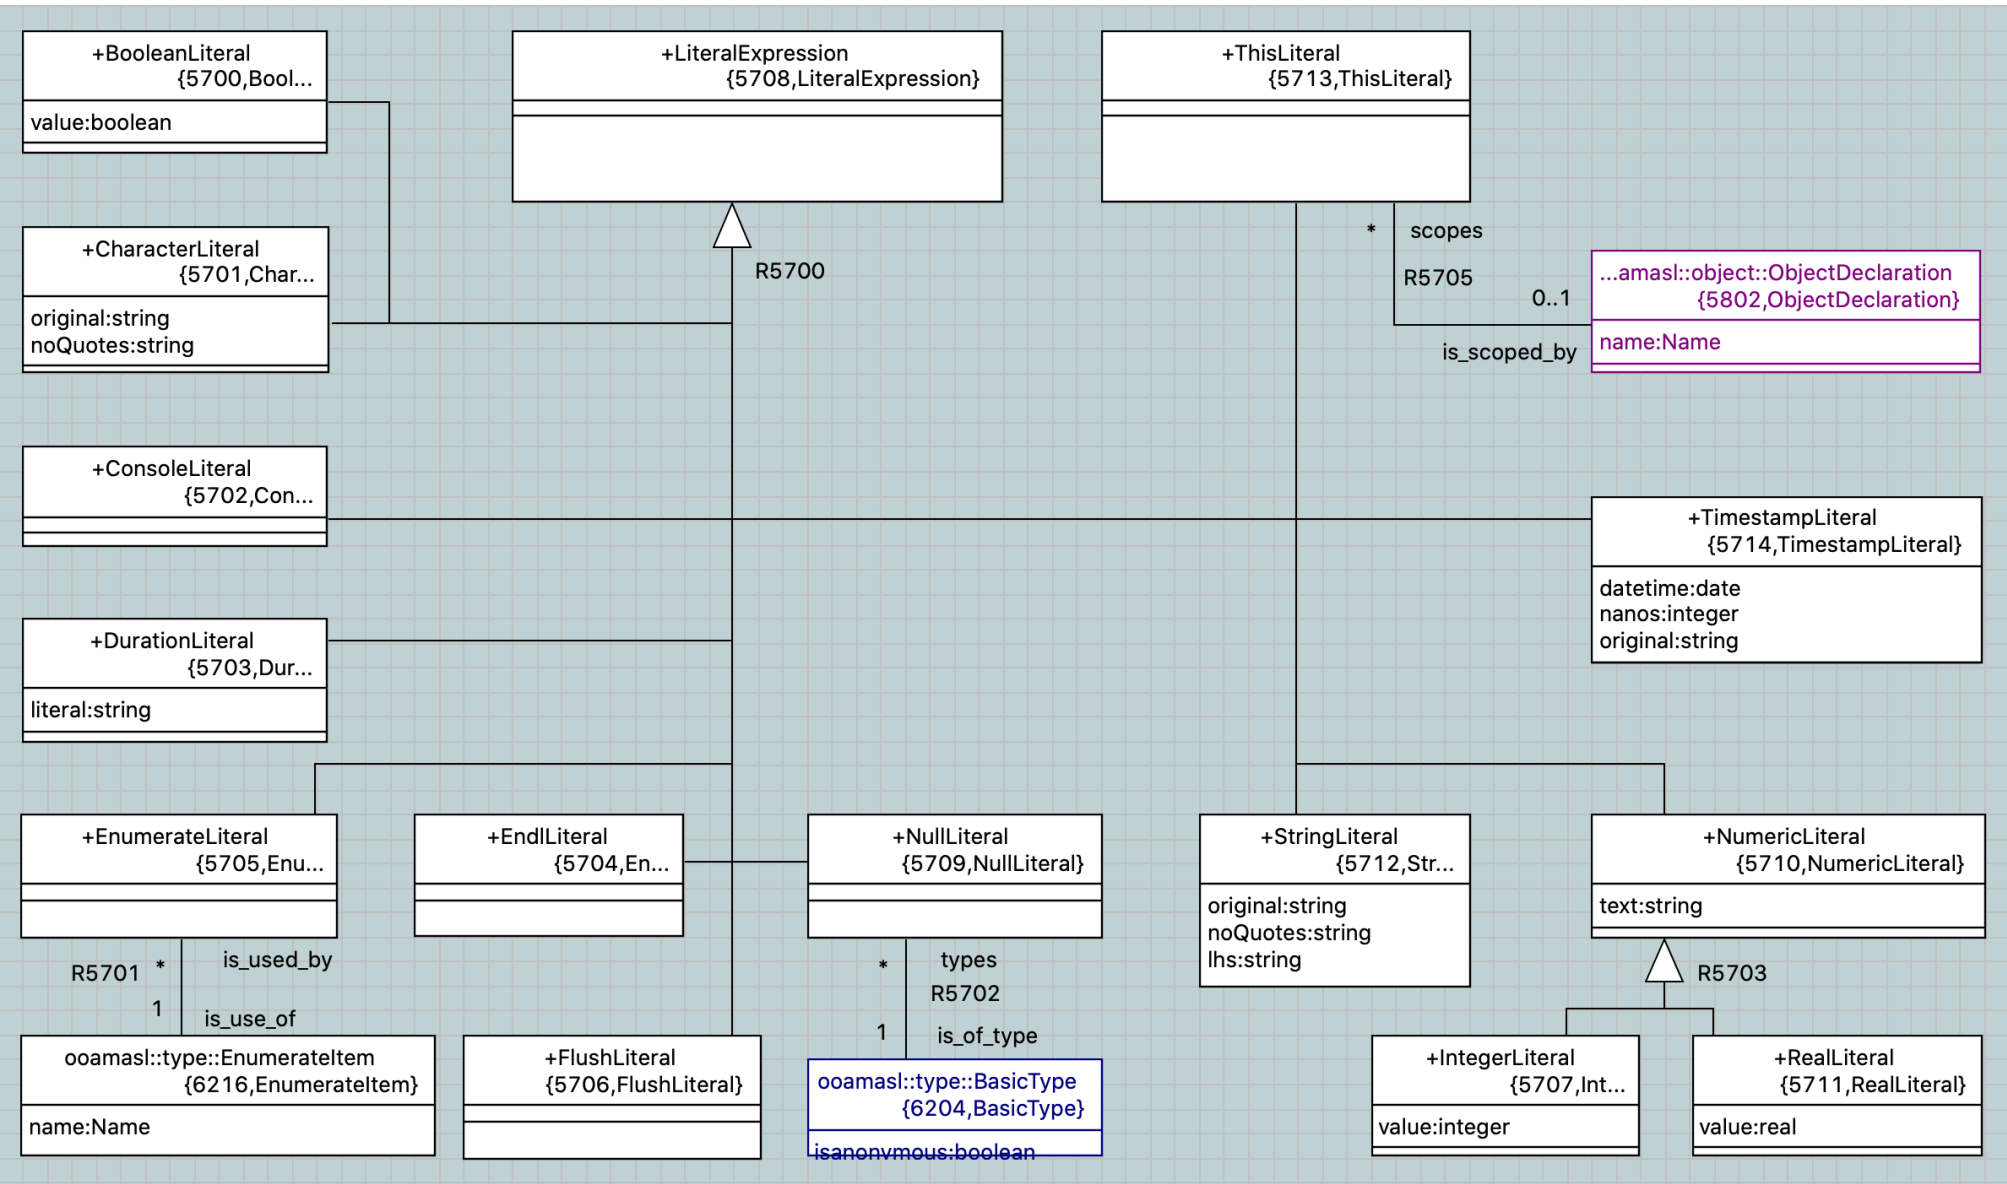 +BooleanLiteral
{5700,Bool...
value:boolean
+LiteralExpression
{5708,LiteralExpression}
+ThisLiteral
{5713,ThisLiteral}
+CharacterLiteral
{5701,Char...
original:string
noQuotes:string
R5700
* scopes
R5705
0..1
is_scoped_by
...amasl::object::ObjectDeclaration
{5802,ObjectDeclaration}
name:Name
+ConsoleLiteral
{5702,Con...
+TimestampLiteral
{5714,TimestampLiteral}
datetime:date
nanos:integer
original:string
+DurationLiteral
{5703,Dur...
literal:string
+EnumerateLiteral
{5705,Enu...
+EndlLiteral
{5704,En...
+NullLiteral
{5709,NullLiteral}
+StringLiteral
{5712,Str...
original:string
noQuotes:string
lhs:string
+NumericLiteral
{5710,NumericLiteral}
text:string
R5701 * is_used_by
1 is_use_of
* types
R5702
1 is_of_type
R5703
ooamasl::type::EnumerateItem
{6216,EnumerateItem}
name:Name
+FlushLiteral
{5706,FlushLiteral}
ooamasl::type::BasicType
{6204,BasicType}
isanonymous:boolean
+IntegerLiteral
{5707,Int...
value:integer
+RealLiteral
{5711,RealLiteral}
value:real